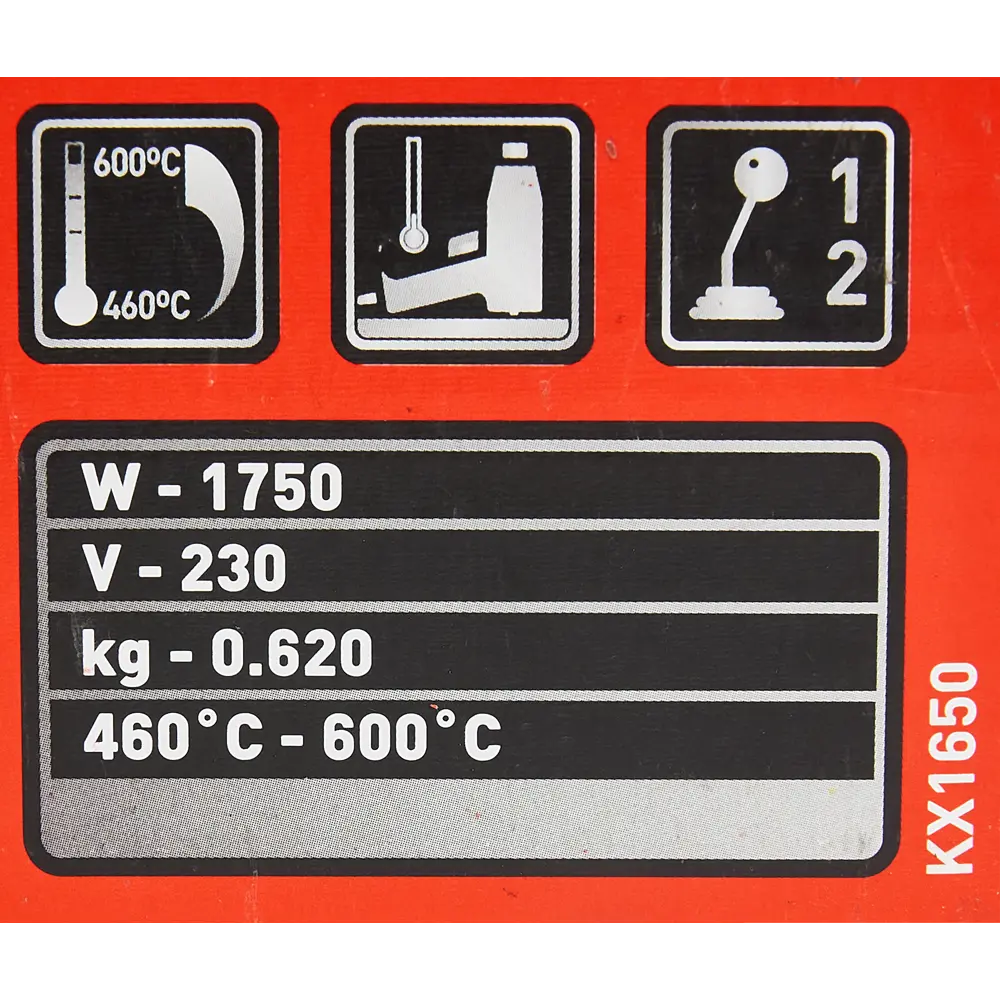 600ºC
460ºC
1
2
W - 1750
V - 230
kg - 0.620
460°C - 600°C
KX1650